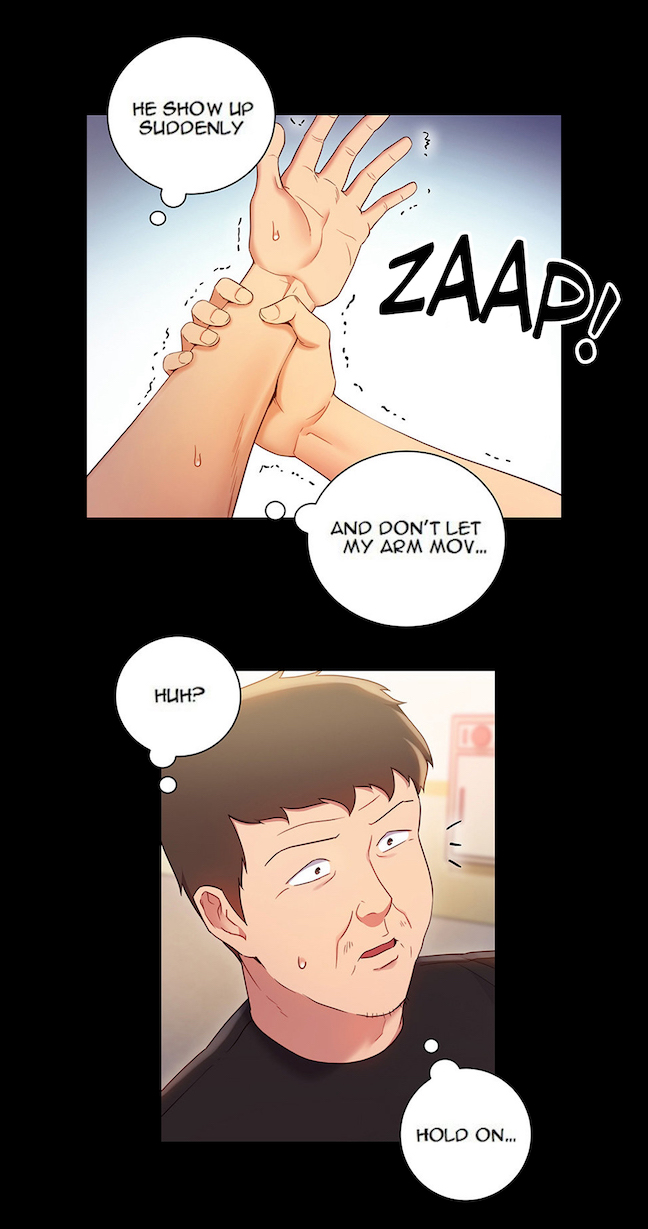 HE SHOW UP
SUDDENLY
ZAAP!
AND DON'T LET
MY ARM MOV...
HUH?
HOLD ON...